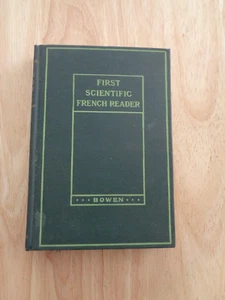 FIRST
SCIENTIFIC
FRENCH READER
BOWEN